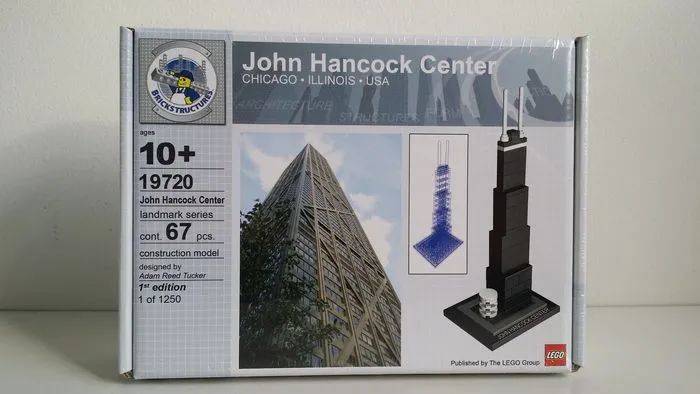 BRICKSTRUCTURES
John Hancock Center
CHICAGO • ILLINOIS • USA
ARCHITECTURE
STRUCTURES
ages
10+
19720
John Hancock Center
landmark series
cont. 67 pcs.
construction model
designed by
Adam Reed Tucker
1st edition
1 of 1250
JOHN HANCOCK CENTER
Published by The LEGO Group
LEGO